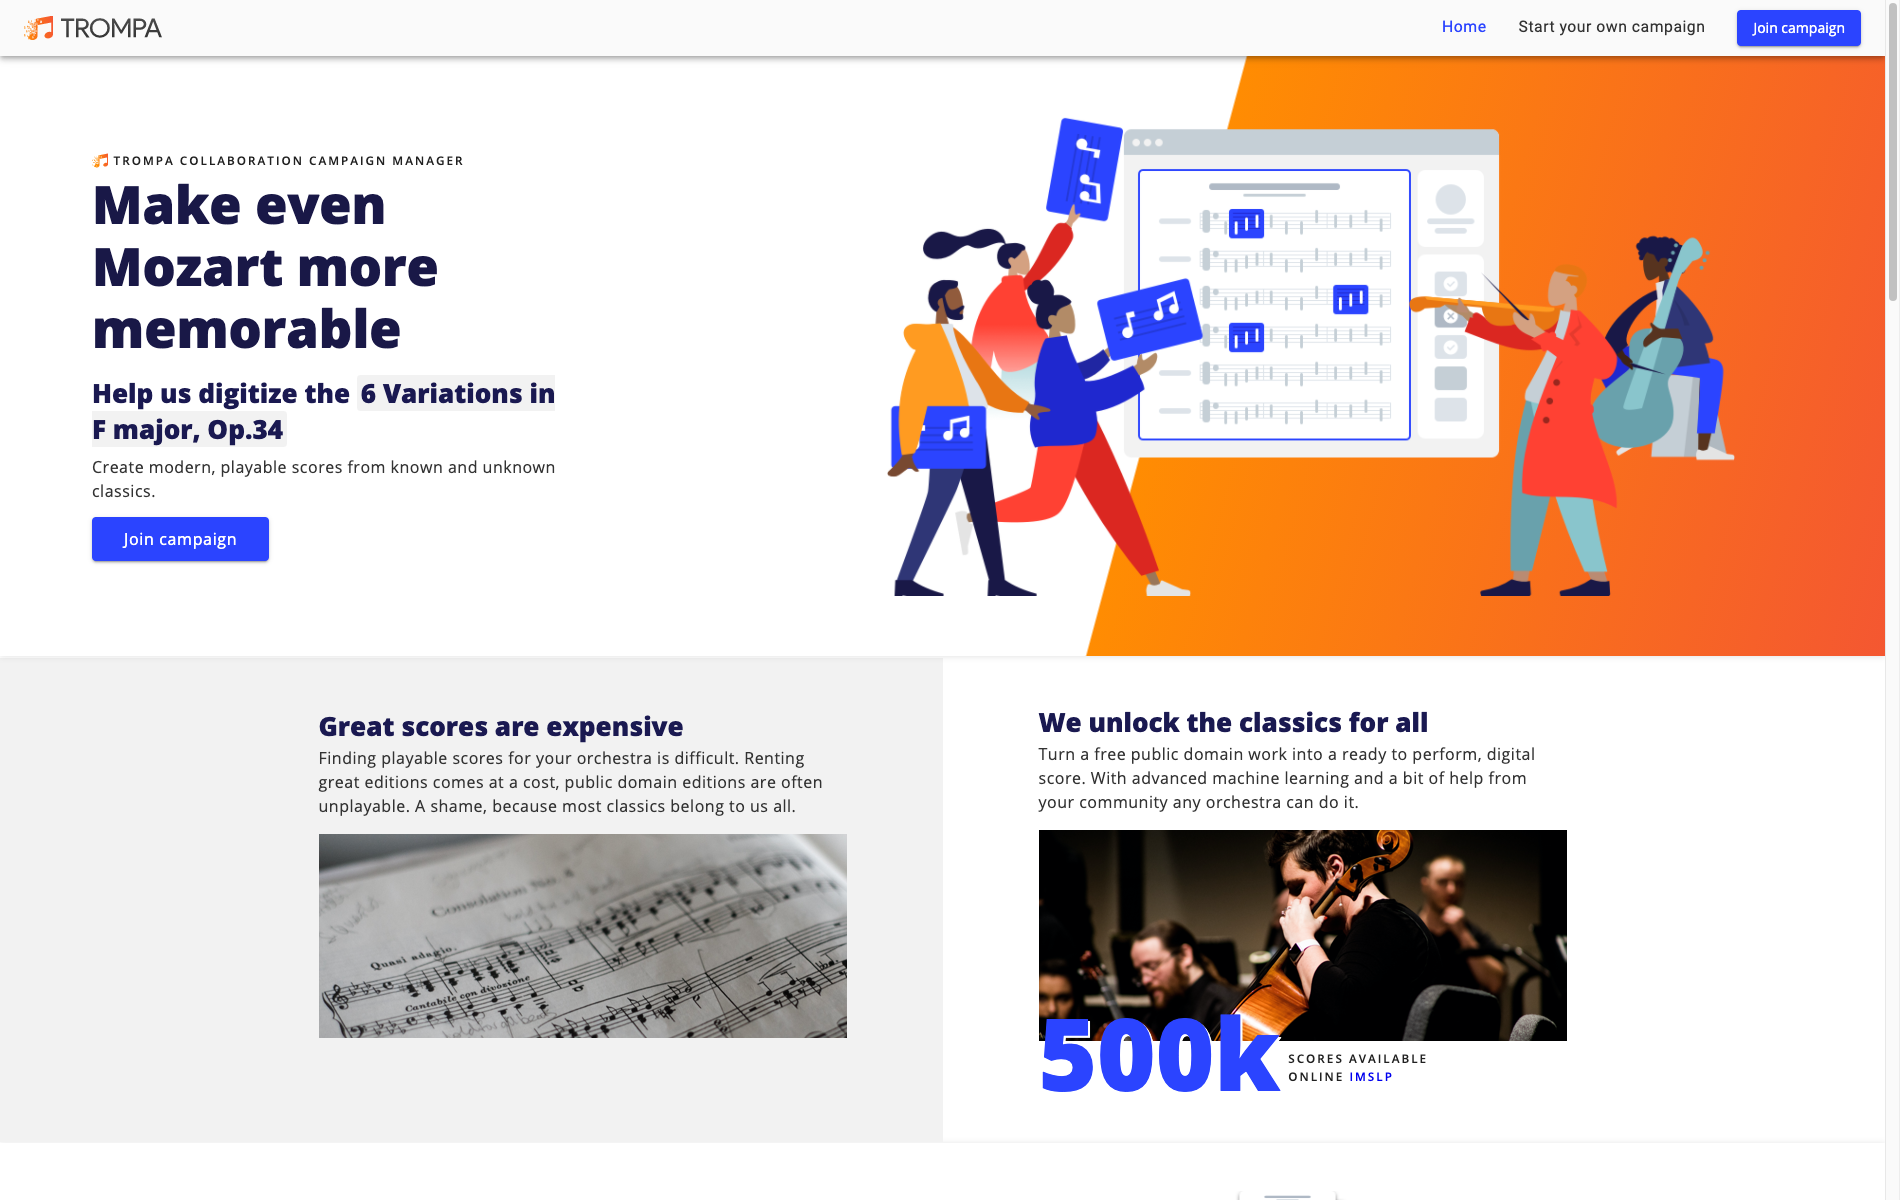 TROMPA
Home
Start your own campaign
Join campaign
TROMPA COLLABORATION CAMPAIGN MANAGER
Make even
Mozart more
memorable
Help us digitize the 6 Variations in
F major, Op.34
Create modern, playable scores from known and unknown
classics.
Join campaign
Great scores are expensive
Finding playable scores for your orchestra is difficult. Renting
great editions comes at a cost, public domain editions are often
unplayable. A shame, because most classics belong to us all.
Consolation
Quasi adagio.
Cantabile con divozione
We unlock the classics for all
Turn a free public domain work into a ready to perform, digital
score. With advanced machine learning and a bit of help from
your community any orchestra can do it.
500k
SCORES AVAILABLE
ONLINE IMSLP